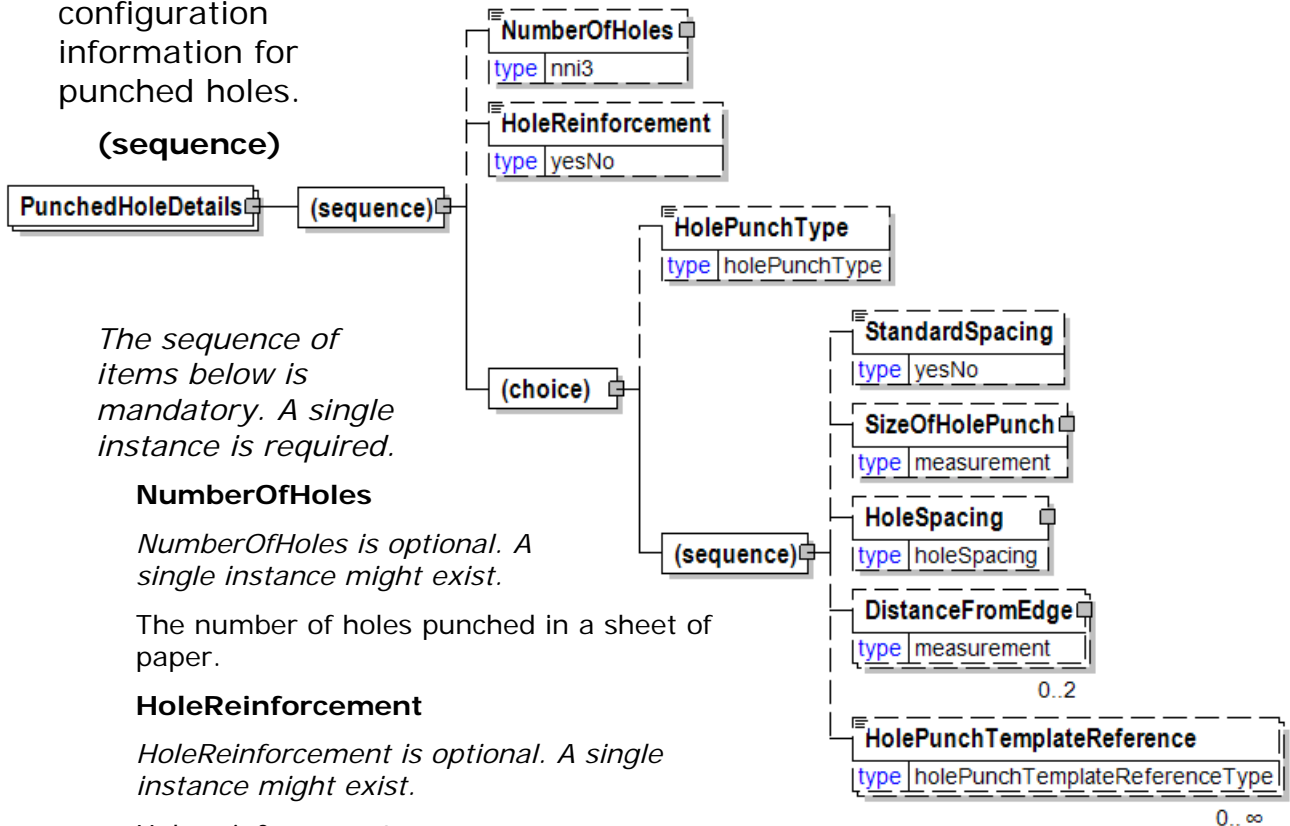 configuration
information for
punched holes.
(sequence)
PunchedHoleDetails
(sequence)
NumberOfHoles
type nni3
HoleReinforcement
type yesNo
HolePunchType
type holePunchType
(choice)
StandardSpacing
type yesNo
SizeOfHolePunch
type measurement
HoleSpacing
type holeSpacing
(sequence)
DistanceFromEdge
type measurement
0..2
HolePunchTemplateReference
type holePunchTemplateReferenceType
0..∞
The sequence of
items below is
mandatory. A single
instance is required.
NumberOfHoles
NumberOfHoles is optional. A
single instance might exist.
The number of holes punched in a sheet of
paper.
HoleReinforcement
HoleReinforcement is optional. A single
instance might exist.